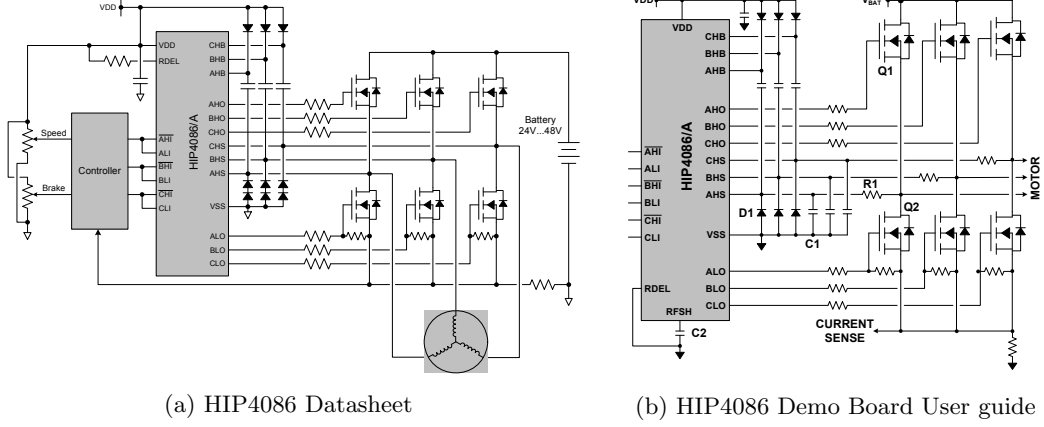 VDD
VDD
RDEL
CHB
BHB
AHB
AHO
BHO
CHO
CHS
BHS
AHS
VSS
ALO
BLO
CLO
HIP4086/A
AHI
ALI
BHI
BLI
CHI
CLI
Speed
Brake
Controller
Battery
24V...48V
(a) HIP4086 Datasheet
VDD
VDD
CHB
BHB
AHB
AHO
BHO
CHO
CHS
BHS
AHS
VSS
ALO
BLO
CLO
HIP4086/A
AHI
ALI
BHI
BLI
CHI
CLI
RDEL
RFSH
C2
D1
C1
R1
Q1
Q2
VBAT
MOTOR
CURRENT
SENSE
(b) HIP4086 Demo Board User guide